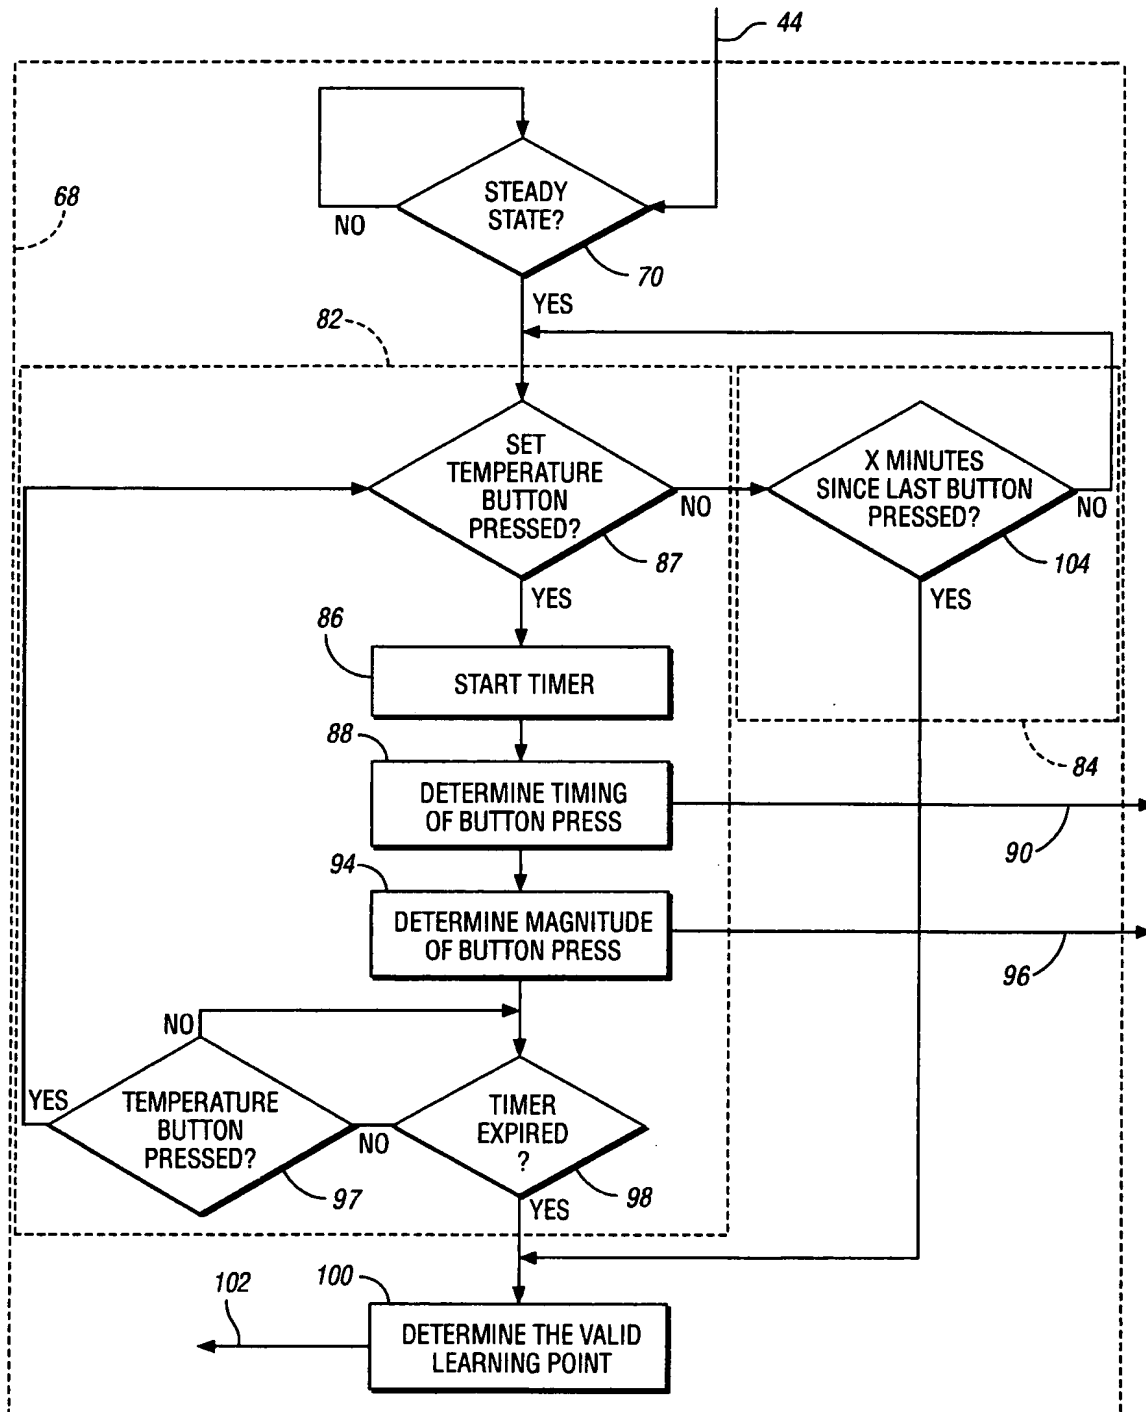 44
68
STEADY
STATE?
NO
70
YES
82
SET
TEMPERATURE
BUTTON
PRESSED?
NO
87
YES
X MINUTES
SINCE LAST BUTTON
PRESSED?
NO
104
YES
86
START TIMER
84
88
DETERMINE TIMING
OF BUTTON PRESS
90
94
DETERMINE MAGNITUDE
OF BUTTON PRESS
96
NO
YES
TEMPERATURE
BUTTON
PRESSED?
NO
97
TIMER
EXPIRED
?
98
YES
100
102
DETERMINE THE VALID
LEARNING POINT